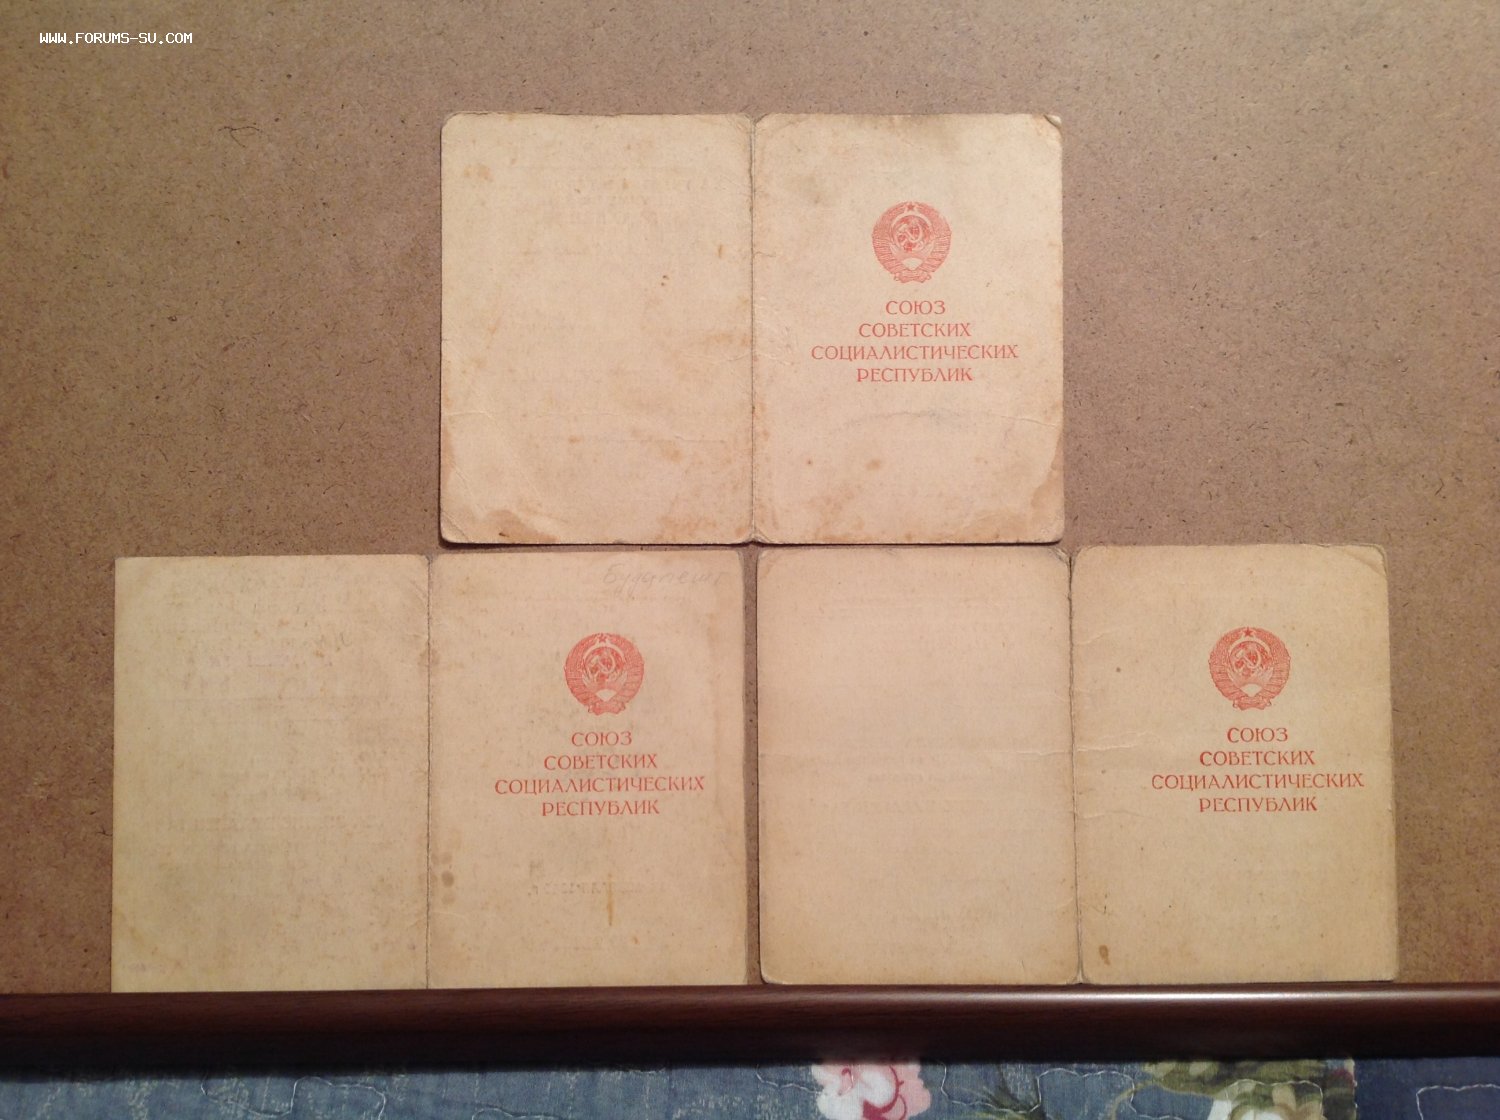 WWW.FORUMS-SU.COM
СОЮЗ
СОВЕТСКИХ
СОЦИАЛИСТИЧЕСКИХ
РЕСПУБЛИК
Будапешт
СОЮЗ
СОВЕТСКИХ
СОЦИАЛИСТИЧЕСКИХ
РЕСПУБЛИК
СОЮЗ
СОВЕТСКИХ
СОЦИАЛИСТИЧЕСКИХ
РЕСПУБЛИК